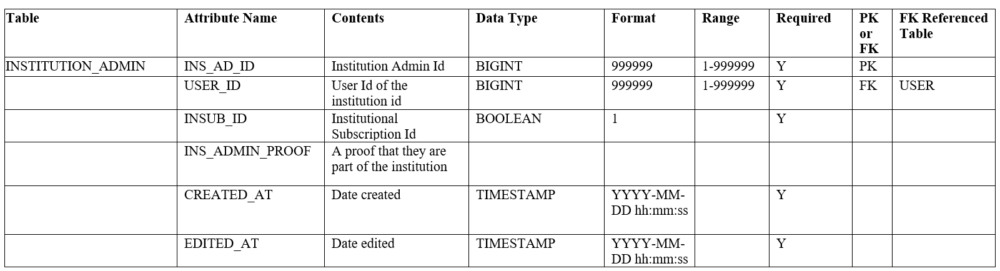 Table Attribute Name Contents Data Type Format Range Required PK or FK FK Referenced Table
INSTITUTION_ADMIN INS_AD_ID Institution Admin Id BIGINT 999999 1-999999 Y PK
USER_ID User Id of the institution id BIGINT 999999 1-999999 Y FK USER
INSUB_ID Institutional Subscription Id BOOLEAN 1 Y
INS_ADMIN_PROOF A proof that they are part of the institution
CREATED_AT Date created TIMESTAMP YYYY-MM-DD hh:mm:ss Y
EDITED_AT Date edited TIMESTAMP YYYY-MM-DD hh:mm:ss Y